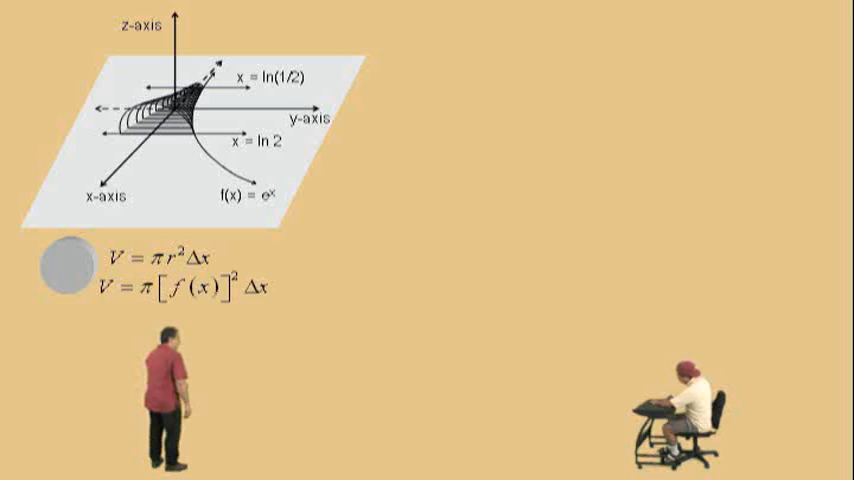 z-axis
x = ln(1/2)
y-axis
x = ln 2
x-axis
f(x) = eˣ
V = πr²Δx
V = π[f(x)]²Δx